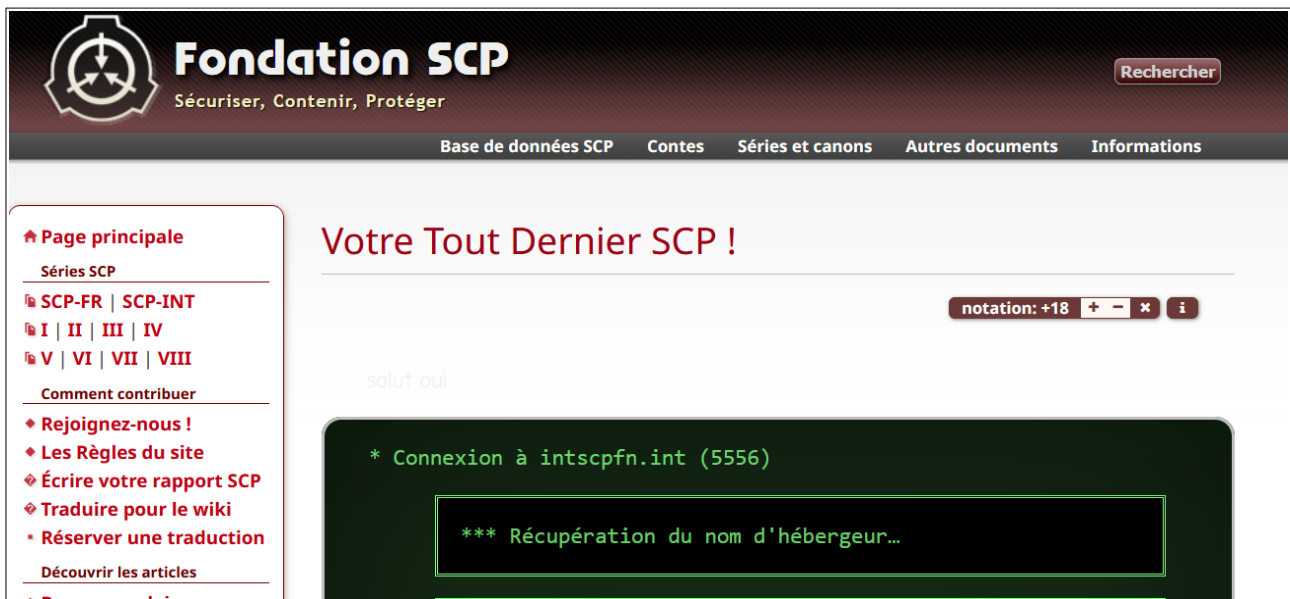 Fondation SCP
Sécuriser, Contenir, Protéger
Rechercher
Base de données SCP Contes Séries et canons Autres documents Informations
Page principale
Séries SCP
SCP-FR | SCP-INT
I | II | III | IV
V | VI | VII | VIII
Comment contribuer
Rejoignez-nous !
Les Règles du site
Écrire votre rapport SCP
Traduire pour le wiki
Réserver une traduction
Découvrir les articles
Votre Tout Dernier SCP !
notation: +18 + − × i
salut oui
* Connexion à intscpfn.int (5556)
*** Récupération du nom d'hébergeur…